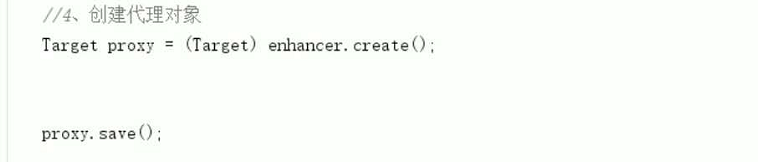 //4、创建代理对象
Target proxy = (Target) enhancer.create();
proxy.save();